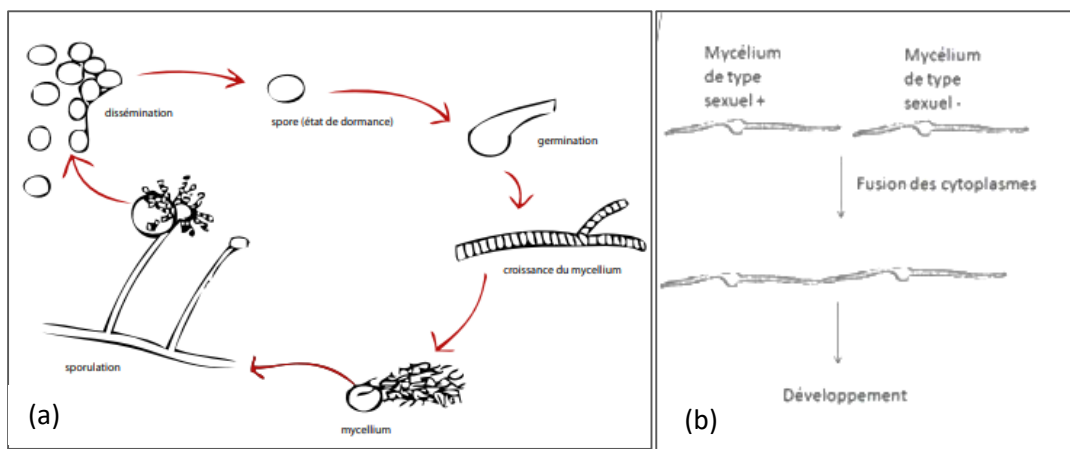 dissémination
spore (état de dormance)
germination
croissance du mycellium
mycellium
sporulation
(a)
Mycélium
de type
sexuel +
Mycélium
de type
sexuel -
Fusion des cytoplasmes
Développement
(b)